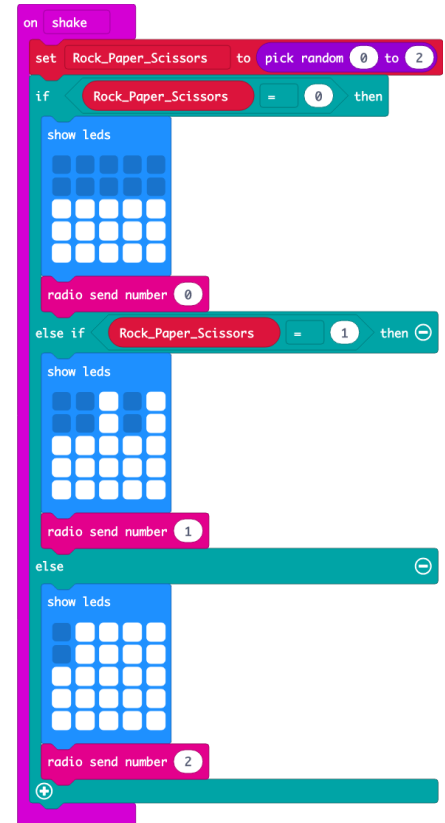 on shake
set Rock_Paper_Scissors to pick random 0 to 2
if Rock_Paper_Scissors = 0 then
show leds
radio send number 0
else if Rock_Paper_Scissors = 1 then
show leds
radio send number 1
else
show leds
radio send number 2